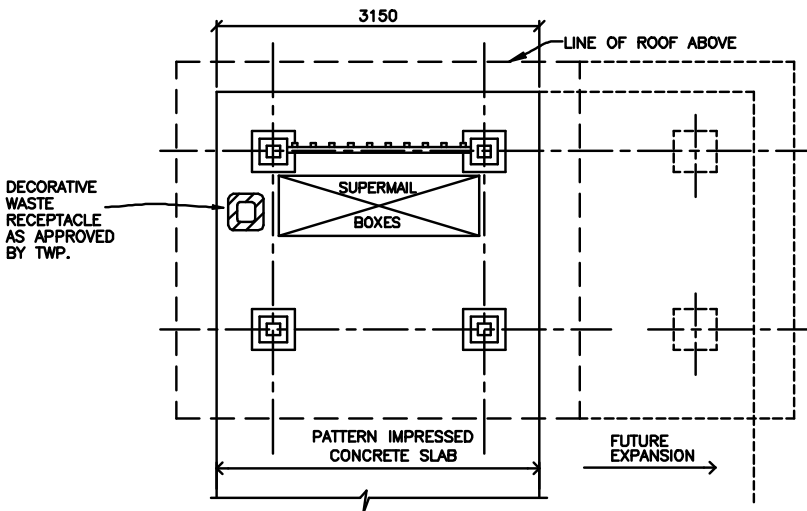 3150
LINE OF ROOF ABOVE
DECORATIVE
WASTE
RECEPTACLE
AS APPROVED
BY TWP.
SUPERMAIL
BOXES
PATTERN IMPRESSED
CONCRETE SLAB
FUTURE
EXPANSION